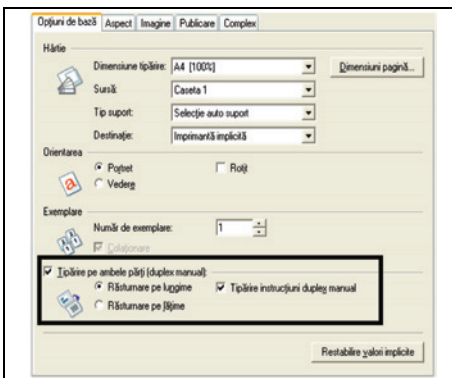 Opțiuni de bază Aspect Imagine Publicare Complex
Hârtie
Dimensiune tipărire: A4 [100%] Dimensiuni pagină...
Sursă: Caseta 1
Tip suport: Selecție auto suport
Destinație: Imprimantă implicită
Orientarea
Portret Rotit
Vedere
Exemplare
Număr de exemplare: 1
Colaționare
Tipărire pe ambele părți (duplex manual):
Răsturnare pe lungime Tipărire instrucțiuni duplex manual
Răsturnare pe lățime
Restabilire valori implicite